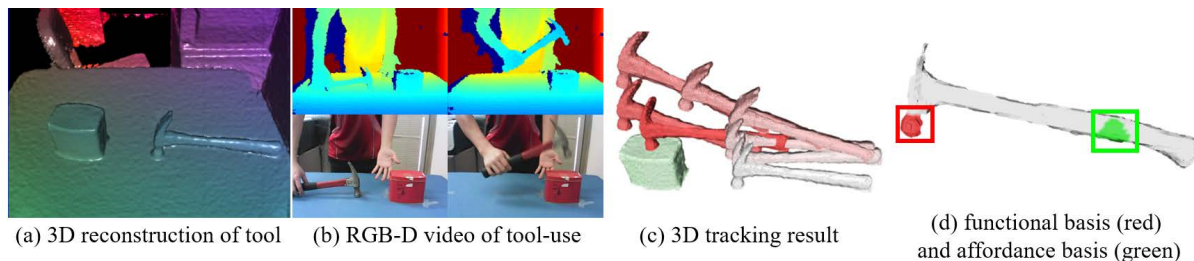 (a) 3D reconstruction of tool
(b) RGB-D video of tool-use
(c) 3D tracking result
(d) functional basis (red)
and affordance basis (green)